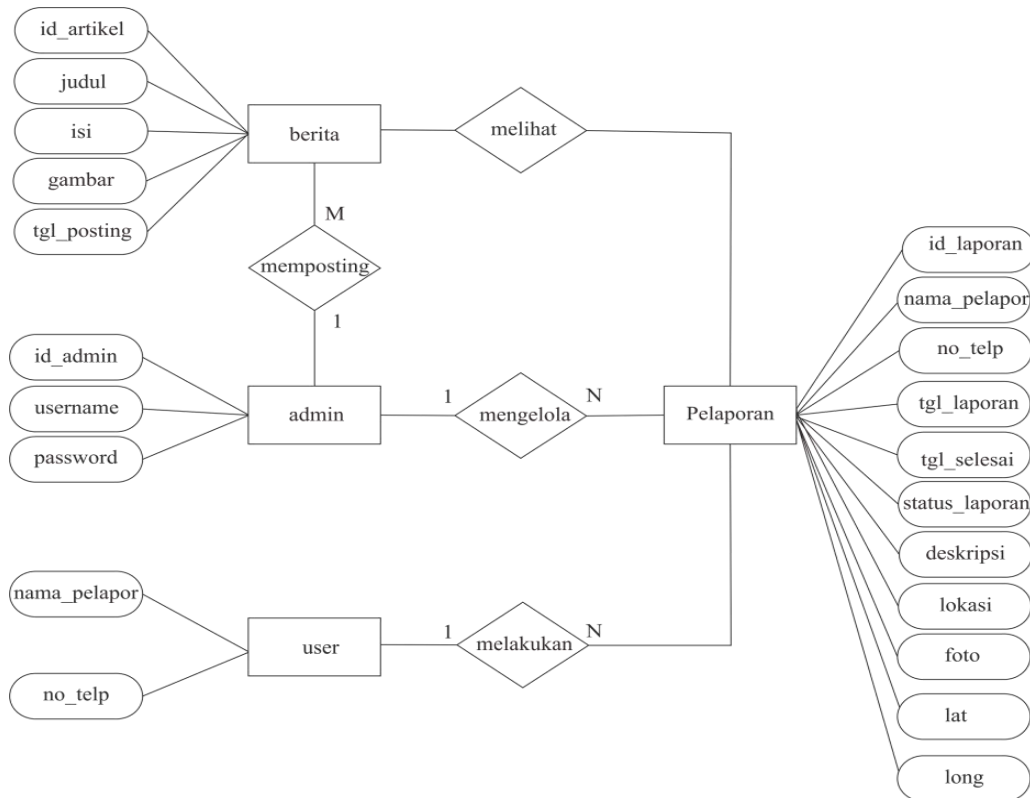 id_artikel
judul
isi
gambar
tgl_posting
berita
melihat
M
memposting
1
id_admin
username
password
admin
1
mengelola
N
Pelaporan
nama_pelapor
no_telp
user
1
melakukan
N
id_laporan
nama_pelapor
no_telp
tgl_laporan
tgl_selesai
status_laporan
deskripsi
lokasi
foto
lat
long